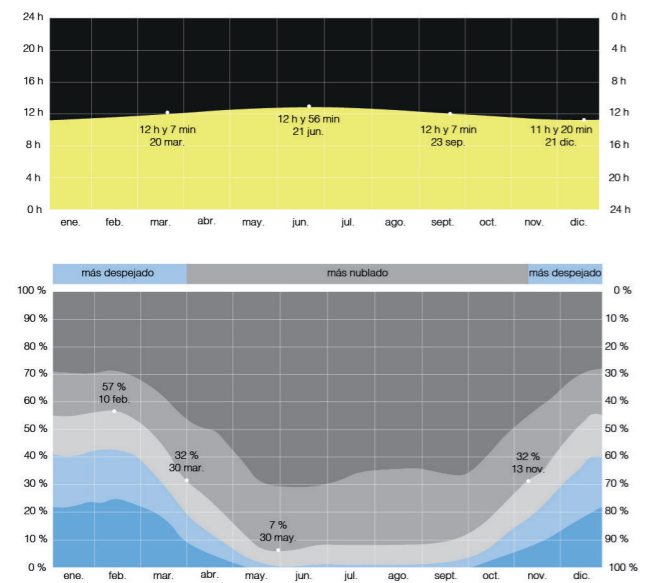 24 h 0 h
20 h 4 h
16 h 8 h
12 h 12 h
12 h y 7 min
20 mar.
12 h y 56 min
21 jun.
12 h y 7 min
23 sep.
11 h y 20 min
21 dic.
8 h 16 h
4 h 20 h
0 h 24 h
ene. feb. mar. abr. may. jun. jul. ago. sept. oct. nov. dic.
más despejado más nublado más despejado
100 % 0 %
90 % 10 %
80 % 20 %
70 % 30 %
57 %
10 feb.
60 % 40 %
50 % 50 %
40 % 60 %
32 %
30 mar.
32 %
13 nov.
30 % 70 %
20 % 80 %
7 %
30 may.
10 % 90 %
0 % 100 %
ene. feb. mar. abr. may. jun. jul. ago. sept. oct. nov. dic.